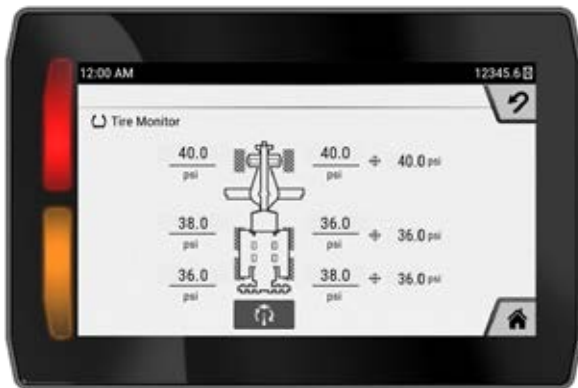 12:00 AM 12345.6
Tire Monitor
40.0 psi 40.0 psi 40.0 psi
38.0 psi 36.0 psi 36.0 psi
36.0 psi 38.0 psi 36.0 psi